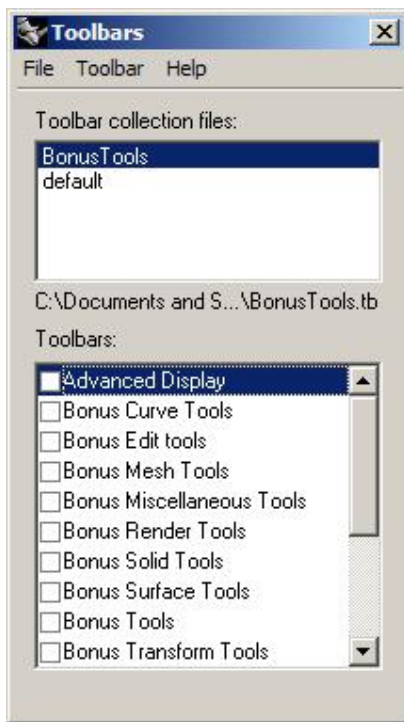 Toolbars
File Toolbar Help
Toolbar collection files:
BonusTools
default
C:\Documents and S...\BonusTools.tb
Toolbars:
Advanced Display
Bonus Curve Tools
Bonus Edit tools
Bonus Mesh Tools
Bonus Miscellaneous Tools
Bonus Render Tools
Bonus Solid Tools
Bonus Surface Tools
Bonus Tools
Bonus Transform Tools